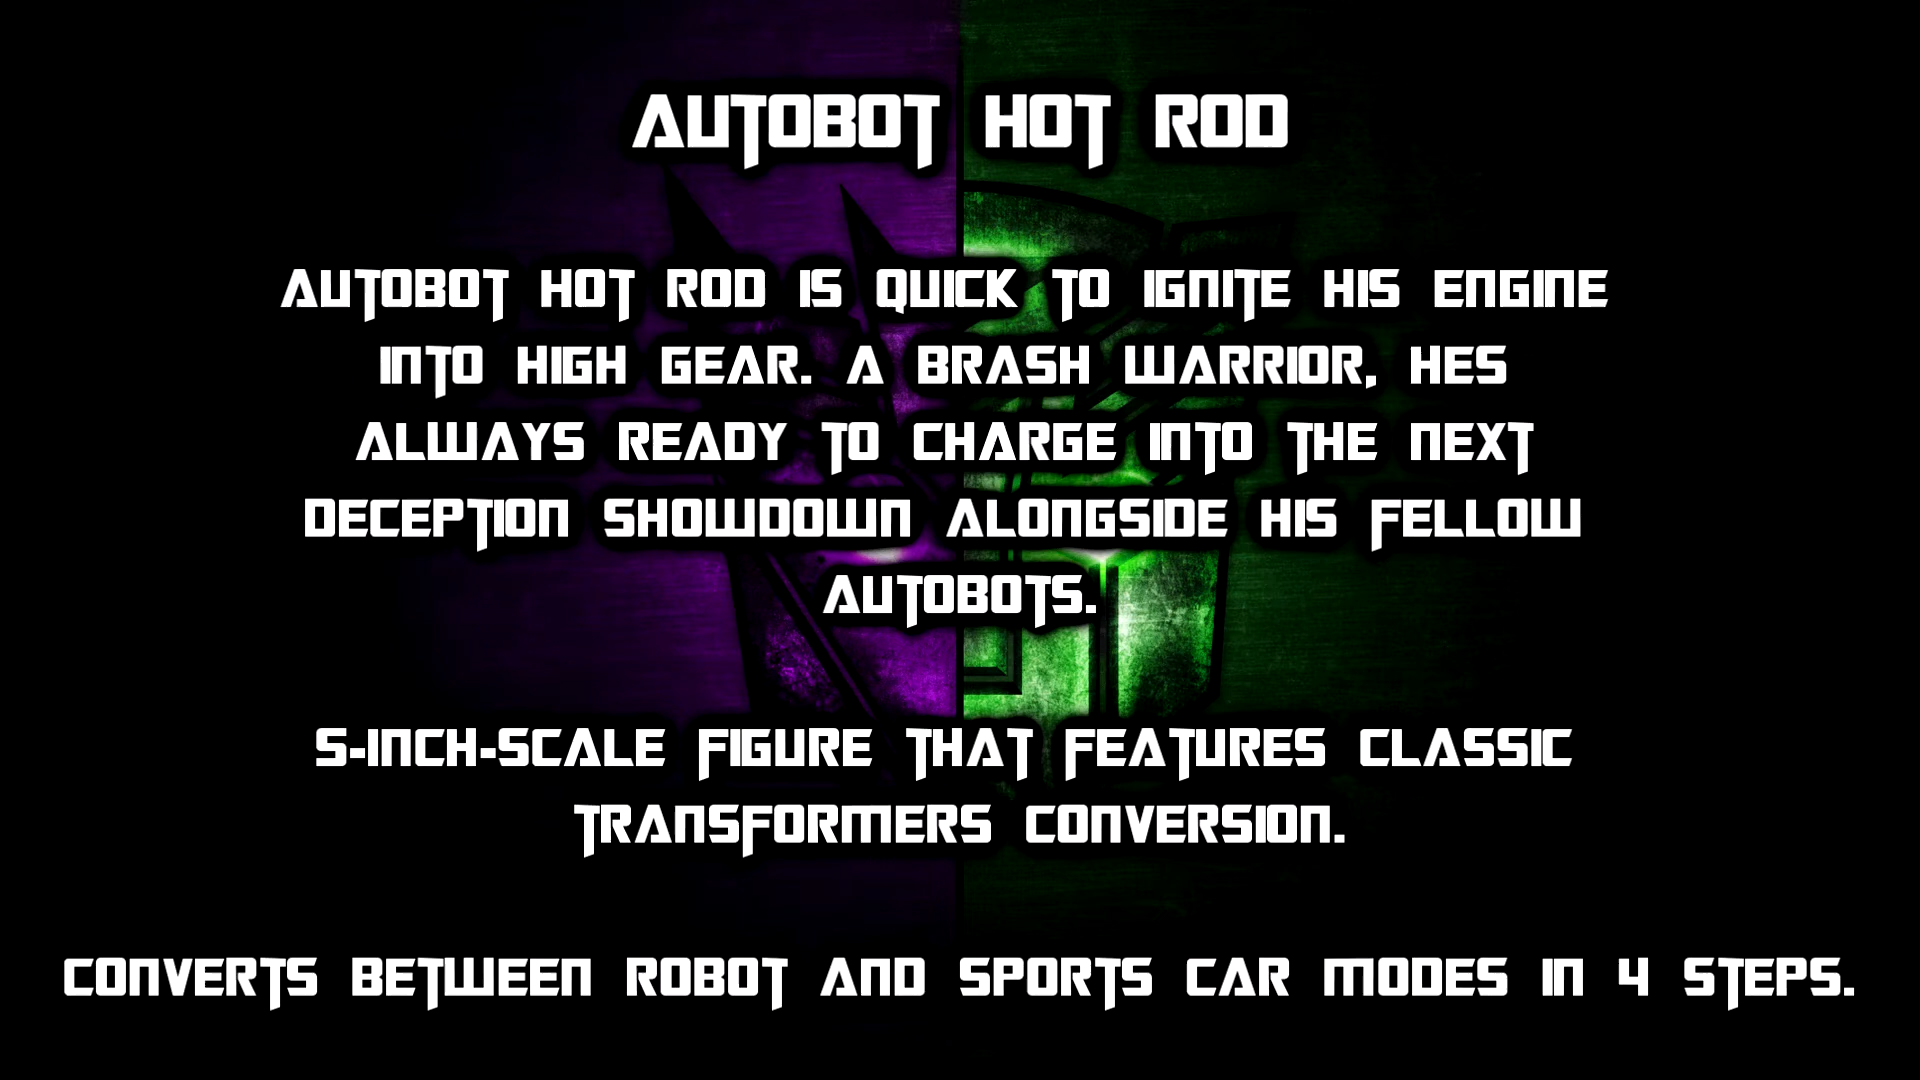 AUTOBOT HOT ROD
AUTOBOT HOT ROD IS QUICK TO IGNITE HIS ENGINE
INTO HIGH GEAR. A BRASH WARRIOR, HES
ALWAYS READY TO CHARGE INTO THE NEXT
DECEPTION SHOWDOWN ALONGSIDE HIS FELLOW
AUTOBOTS.
5-INCH-SCALE FIGURE THAT FEATURES CLASSIC
TRANSFORMERS CONVERSION.
CONVERTS BETWEEN ROBOT AND SPORTS CAR MODES IN 4 STEPS.